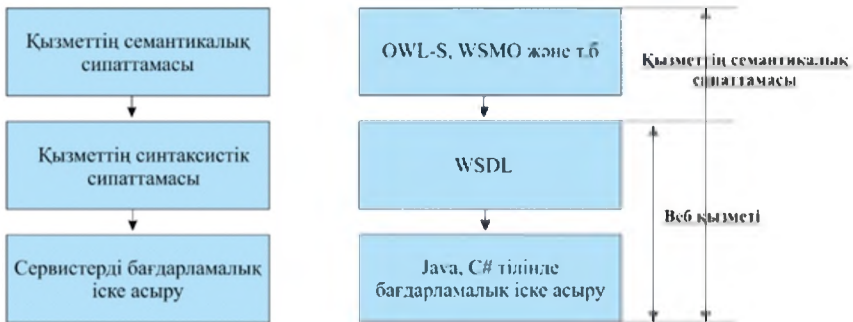 Қызметтің семантикалық
сипаттамасы
OWL-S, WSMO және т.б
Қызметтің семантикалық
сипаттамасы
Қызметтің синтаксистік
сипаттамасы
WSDL
Веб қызметі
Сервистерді бағдарламалық
іске асыру
Java, C# тілінде
бағдарламалық іске асыру